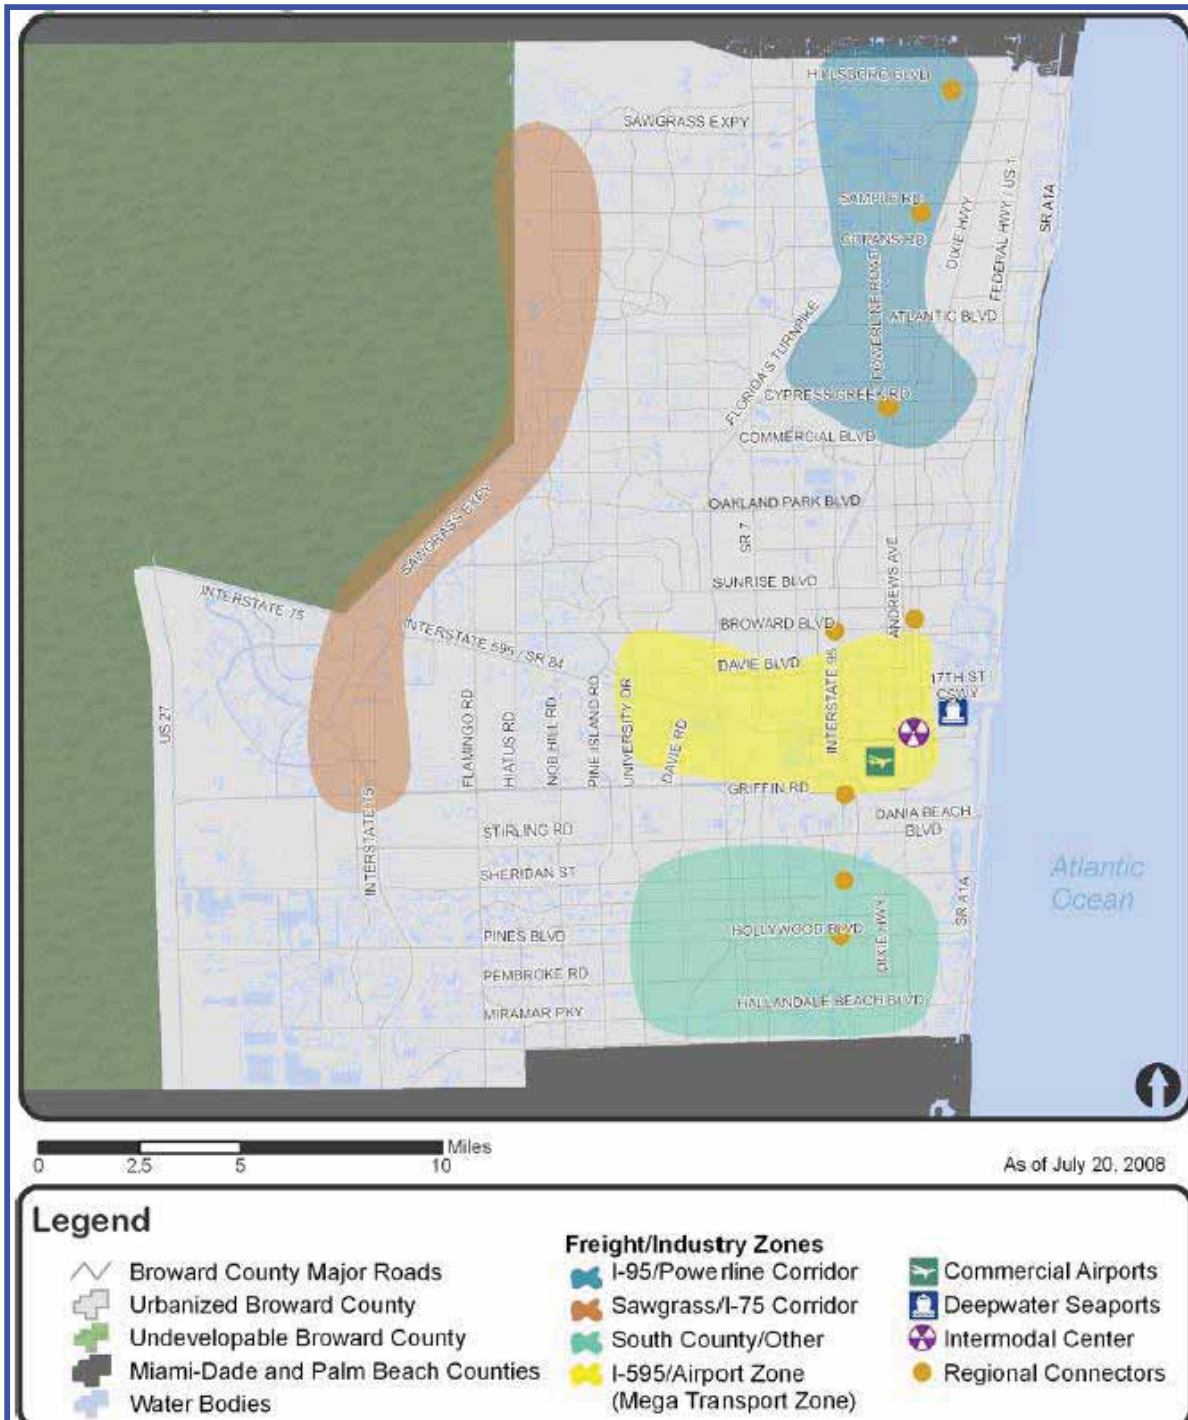 HILLSBORO BLVD
SAWGRASS EXPY
SAMPLE RD
COPANS RD
DIXIE HWY
FEDERAL HWY / US 1
SR A1A
POWERLINE ROAD
ATLANTIC BLVD
FLORIDA'S TURNPIKE
CYPRESS CREEK RD
COMMERCIAL BLVD
OAKLAND PARK BLVD
SAWGRASS EXPY
SR 7
ANDREWS AVE
SUNRISE BLVD
INTERSTATE 75
INTERSTATE 595 / SR 84
BROWARD BLVD
DAVIE BLVD
17TH ST
CSWY
US 27
FLAMINGO RD
HIATUS RD
NOB HILL RD
PINE ISLAND RD
UNIVERSITY DR
DAVIE RD
INTERSTATE 95
GRIFFIN RD
DANIA BEACH
BLVD
INTERSTATE 75
STIRLING RD
SHERIDAN ST
Atlantic
Ocean
SR A1A
PINES BLVD
HOLLYWOOD BLVD
DIXIE HWY
PEMBROKE RD
HALLANDALE BEACH BLVD
MIRAMAR PKY
Miles
0 2.5 5 10
As of July 20, 2008
Legend
Broward County Major Roads
Urbanized Broward County
Undevelopable Broward County
Miami-Dade and Palm Beach Counties
Water Bodies
Freight/Industry Zones
I-95/Powerline Corridor
Sawgrass/I-75 Corridor
South County/Other
I-595/Airport Zone
(Mega Transport Zone)
Commercial Airports
Deepwater Seaports
Intermodal Center
Regional Connectors